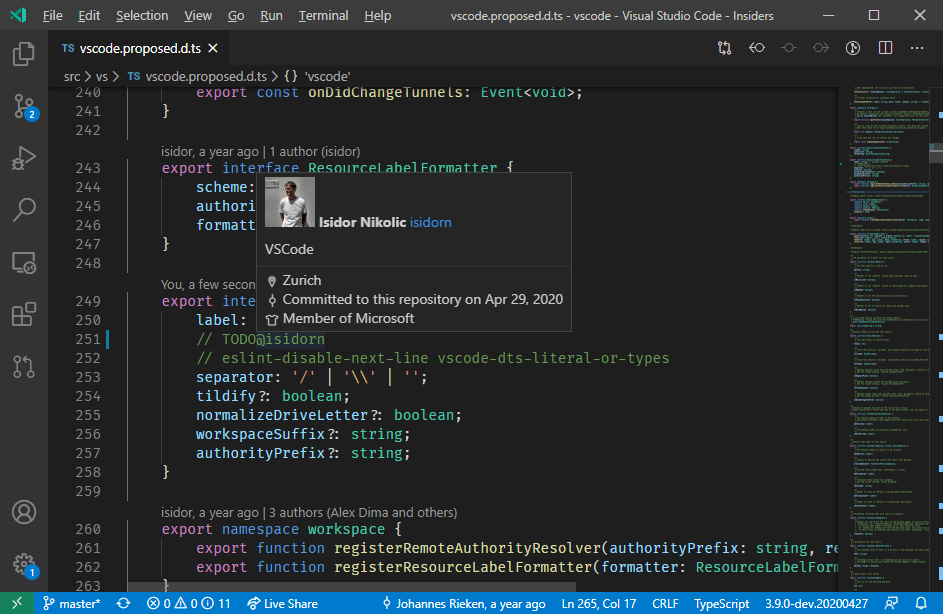 File Edit Selection View Go Run Terminal Help vscode.proposed.d.ts - vscode - Visual Studio Code - Insiders
TS vscode.proposed.d.ts
src > vs > TS vscode.proposed.d.ts > {} 'vscode'
240 export const onDidChangeTunnels: Event<void>;
241 }
242
isidor, a year ago | 1 author (isidor)
243 export interface ResourceLabelFormatter {
244 scheme:
245 authori
246 formatt
247 }
248
Isidor Nikolic isidorn
VSCode
Zurich
Committed to this repository on Apr 29, 2020
Member of Microsoft
You, a few secon
249 export inte
250 label:
251 // TODO@isidorn
252 // eslint-disable-next-line vscode-dts-literal-or-types
253 separator: '/' | '\\' | '';
254 tildify?: boolean;
255 normalizeDriveLetter?: boolean;
256 workspaceSuffix?: string;
257 authorityPrefix?: string;
258 }
259
isidor, a year ago | 3 authors (Alex Dima and others)
260 export namespace workspace {
261 export function registerRemoteAuthorityResolver(authorityPrefix: string, re
262 export function registerResourceLabelFormatter(formatter: ResourceLabelForm
263 }
2
1
master* 0 0 11 Live Share Johannes Rieken, a year ago Ln 265, Col 17 CRLF TypeScript 3.9.0-dev.20200427